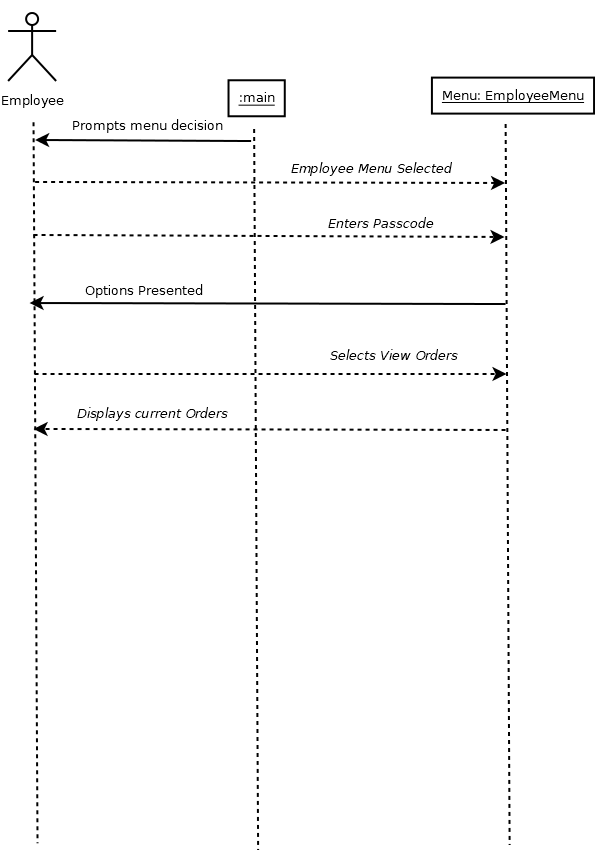 Employee
:main
Menu: EmployeeMenu
Prompts menu decision
Employee Menu Selected
Enters Passcode
Options Presented
Selects View Orders
Displays current Orders